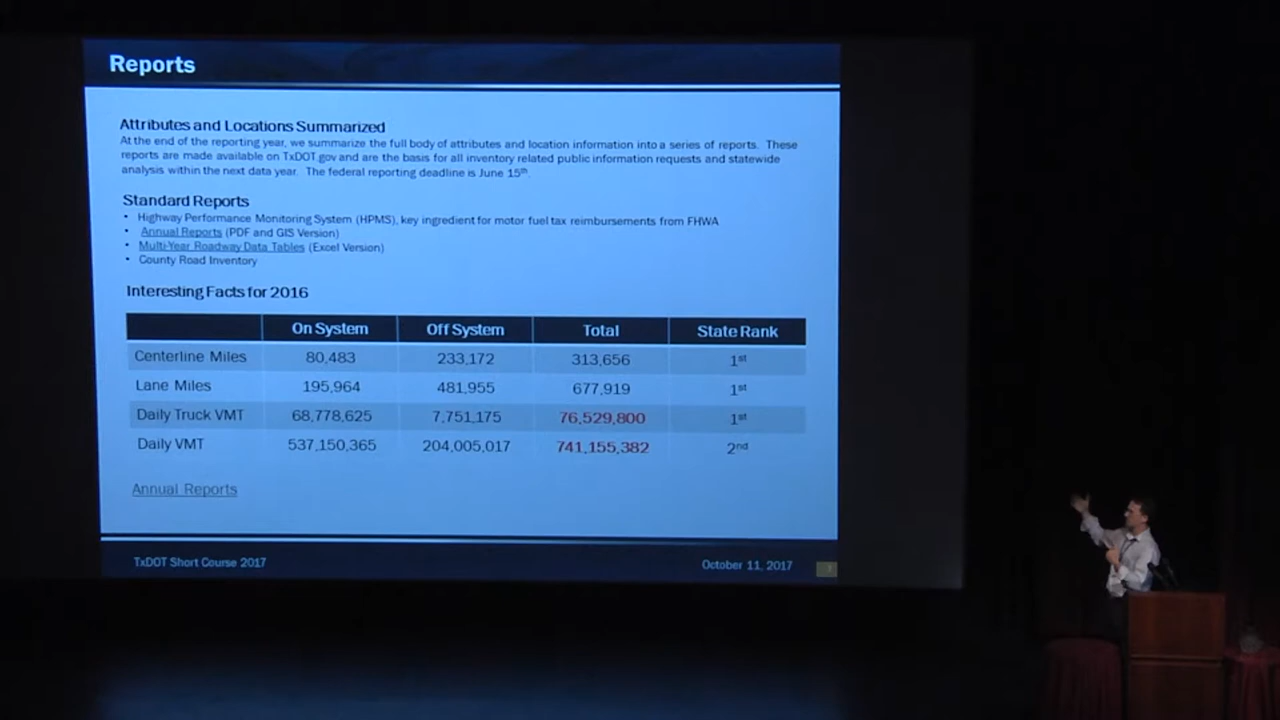 Reports
Attributes and Locations Summarized
At the end of the reporting year, we summarize the full body of attributes and location information into a series of reports. These
reports are made available on TxDOT.gov and are the basis for all inventory related public information requests and statewide
analysis within the next data year. The federal reporting deadline is June 15th.
Standard Reports
• Highway Performance Monitoring System (HPMS), key ingredient for motor fuel tax reimbursements from FHWA
• Annual Reports (PDF and GIS Version)
• Multi-Year Roadway Data Tables (Excel Version)
• County Road Inventory
Interesting Facts for 2016
On System Off System Total State Rank
Centerline Miles 80,483 233,172 313,656 1st
Lane Miles 195,964 481,955 677,919 1st
Daily Truck VMT 68,778,625 7,751,175 76,529,800 1st
Daily VMT 537,150,365 204,005,017 741,155,382 2nd
Annual Reports
TxDOT Short Course 2017 October 11, 2017